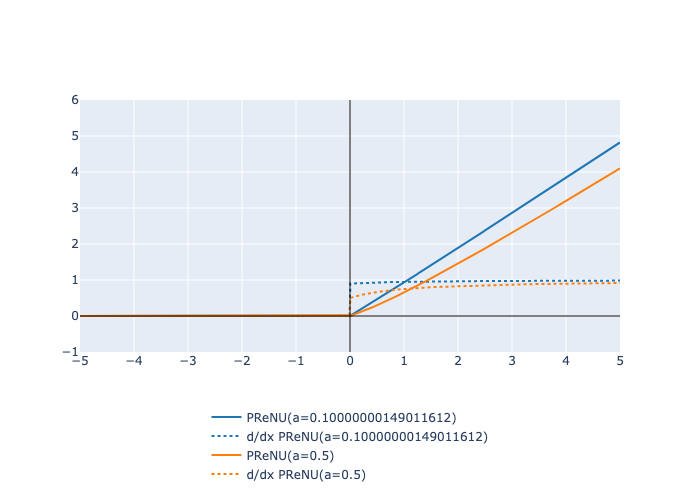 6
5
4
3
2
1
0
−1
−5 −4 −3 −2 −1 0 1 2 3 4 5
PReNU(a=0.10000000149011612)
d/dx PReNU(a=0.10000000149011612)
PReNU(a=0.5)
d/dx PReNU(a=0.5)